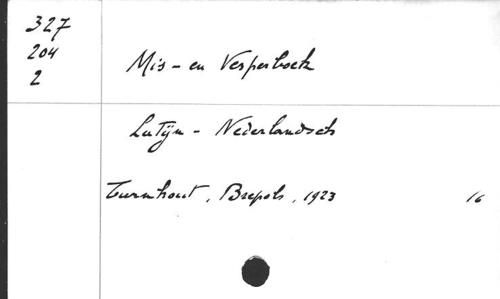 327
204
2
Mis- en Vesperboek
Latijn - Nederlandsch
Turnhout, Brepols, 1923 16